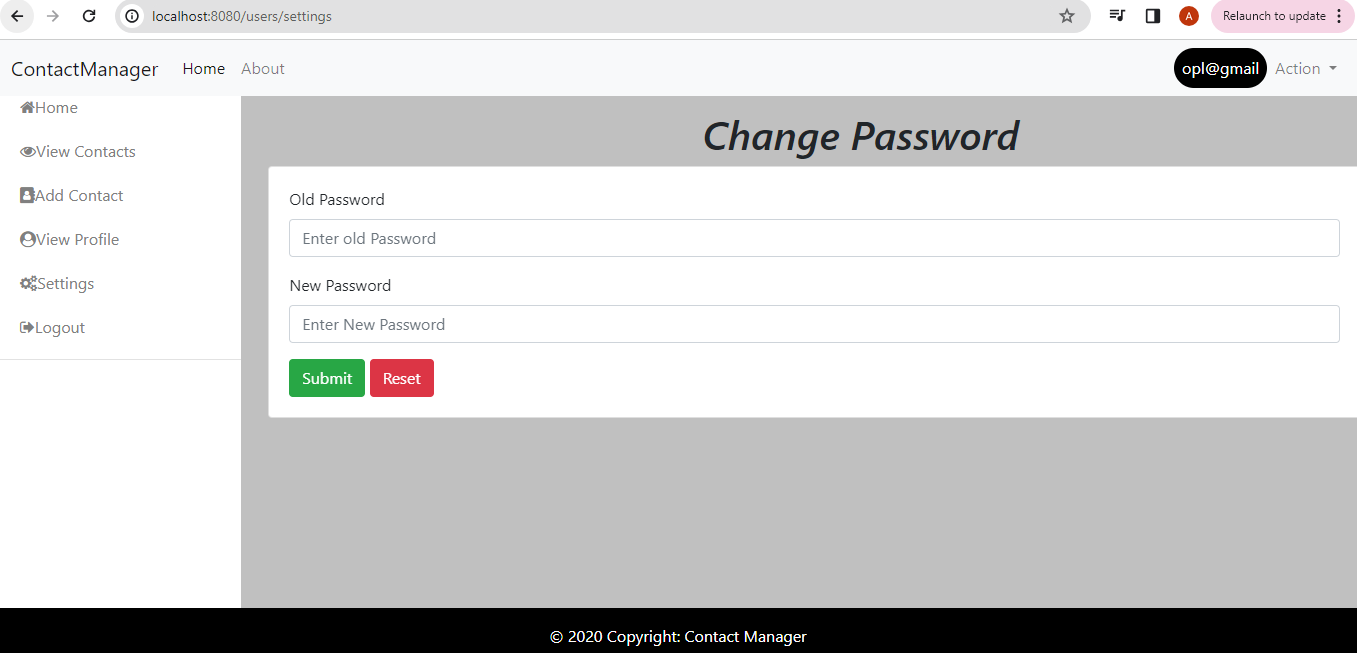 localhost:8080/users/settings
A
Relaunch to update
ContactManager Home About
opl@gmail Action
Home
View Contacts
Add Contact
View Profile
Settings
Logout
Change Password
Old Password
Enter old Password
New Password
Enter New Password
Submit Reset
© 2020 Copyright: Contact Manager